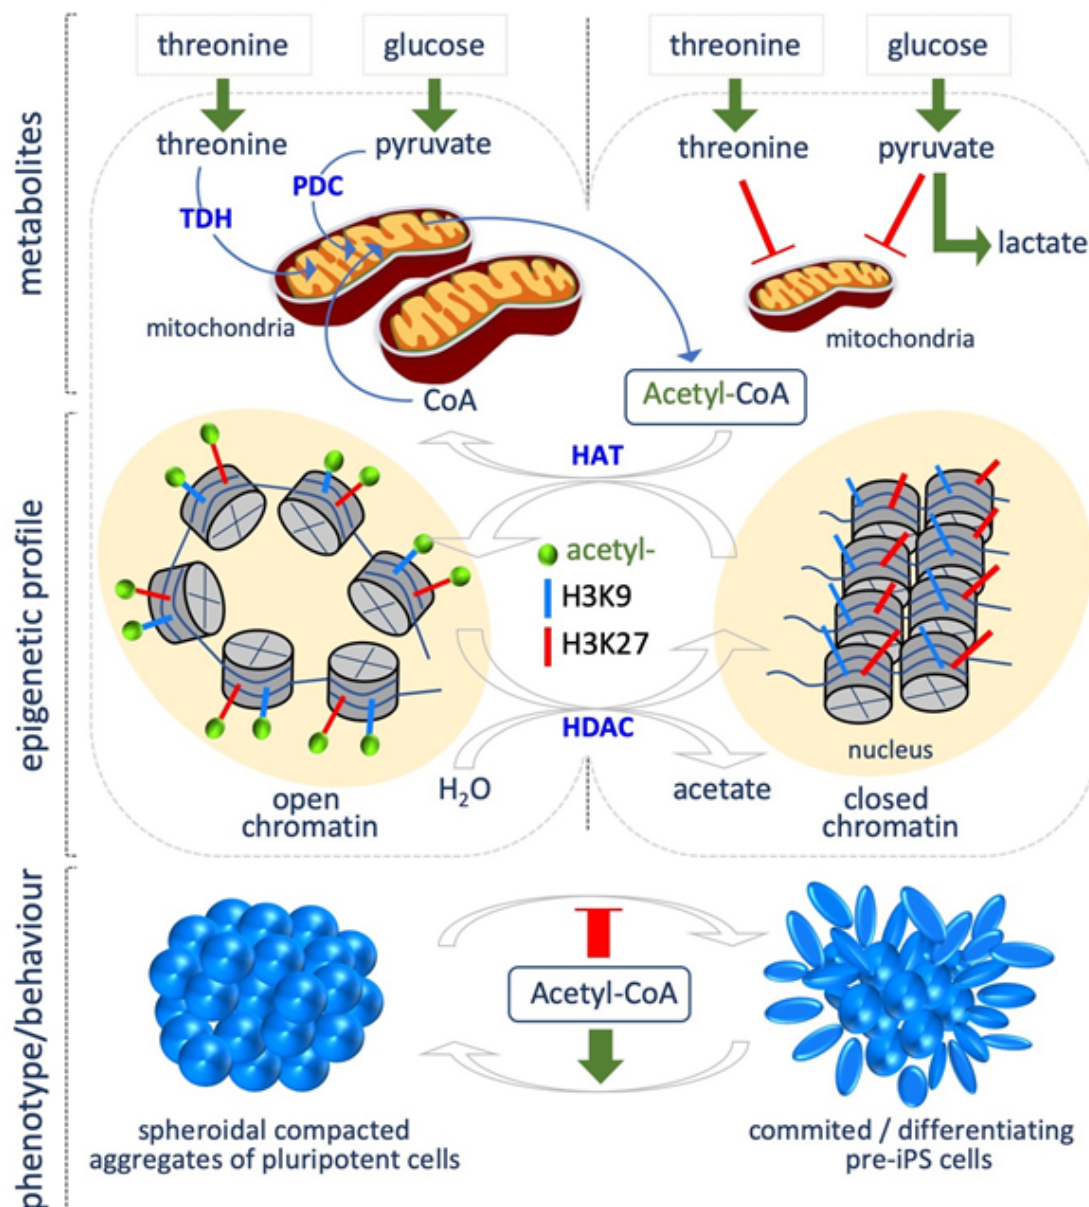 metabolites
threonine
glucose
threonine
pyruvate
PDC
TDH
mitochondria
CoA
threonine
glucose
threonine
pyruvate
lactate
mitochondria
Acetyl-CoA
epigenetic profile
HAT
acetyl-
H3K9
H3K27
HDAC
H₂O
acetate
open
chromatin
nucleus
closed
chromatin
phenotype/behaviour
Acetyl-CoA
spheroidal compacted
aggregates of pluripotent cells
commited / differentiating
pre-iPS cells